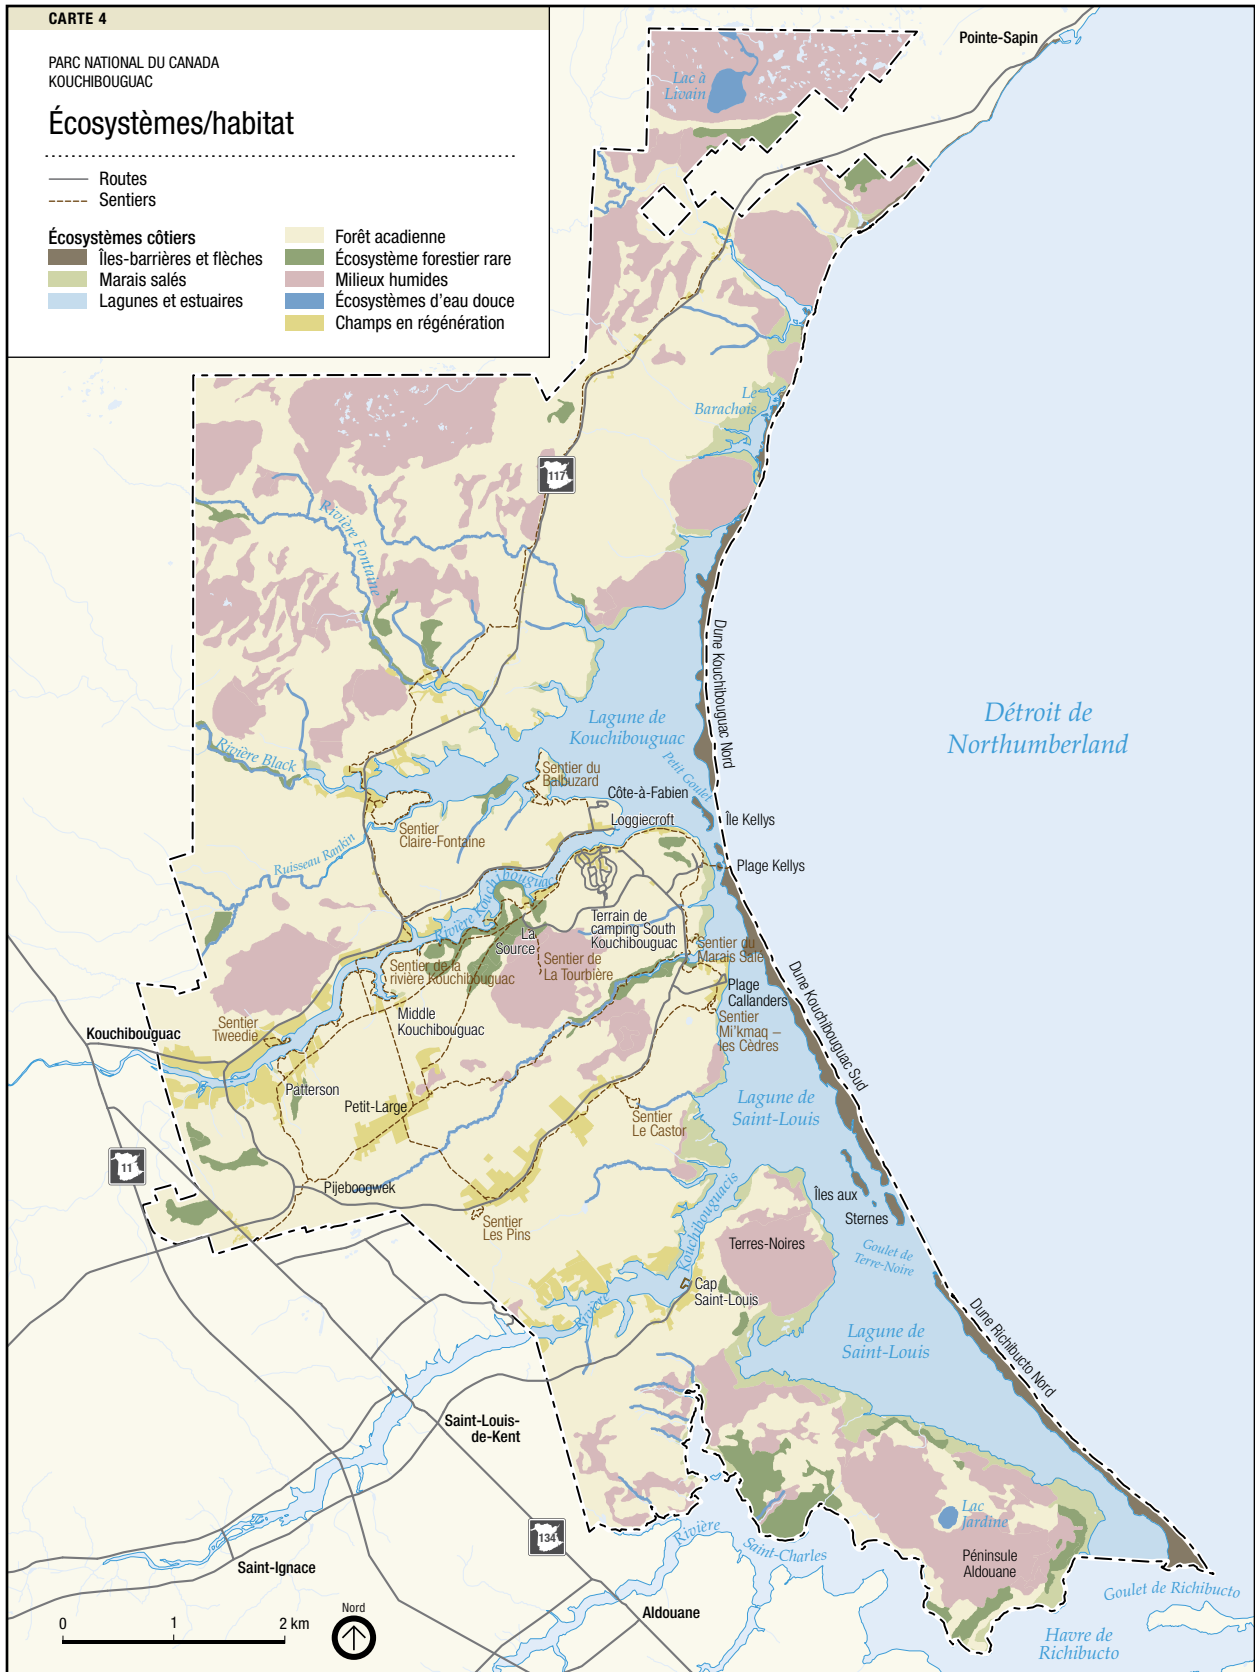 CARTE 4
PARC NATIONAL DU CANADA
KOUCHIBOUGUAC
Écosystèmes/habitat
Routes
Sentiers
Écosystèmes côtiers
Îles-barrières et flèches
Marais salés
Lagunes et estuaires
Forêt acadienne
Écosystème forestier rare
Milieux humides
Écosystèmes d'eau douce
Champs en régénération
Pointe-Sapin
Lac à
Livain
Le
Barachois
117
Rivière Fontaine
Dune Kouchibouguac Nord
Lagune de
Kouchibouguac
Détroit de
Northumberland
Rivière Black
Petit Goulet
Sentier du
Balbuzard
Côte-à-Fabien
Île Kellys
Loggiecroft
Sentier
Claire-Fontaine
Ruisseau Rankin
Plage Kellys
Rivière Kouchibouguac
Terrain de
camping South
Kouchibouguac
La
Source
Sentier du
Marais Salé
Sentier de
La Tourbière
Sentier de la
rivière Kouchibouguac
Plage
Callanders
Dune Kouchibouguac Sud
Middle
Kouchibouguac
Sentier
Mi'kmaq –
les Cèdres
Sentier
Tweedie
Kouchibouguac
Patterson
Petit-Large
Lagune de
Saint-Louis
Sentier
Le Castor
11
Pijeboogwek
Îles aux
Sternes
Sentier
Les Pins
Rivière Kouchibouguacis
Terres-Noires
Goulet de
Terre-Noire
Cap
Saint-Louis
Dune Richibucto Nord
Lagune de
Saint-Louis
Saint-Louis-
de-Kent
Lac
Jardine
134
Rivière
Saint-Charles
Péninsule
Aldouane
Saint-Ignace
Goulet de Richibucto
Aldouane
Havre de
Richibucto
0 1 2 km
Nord